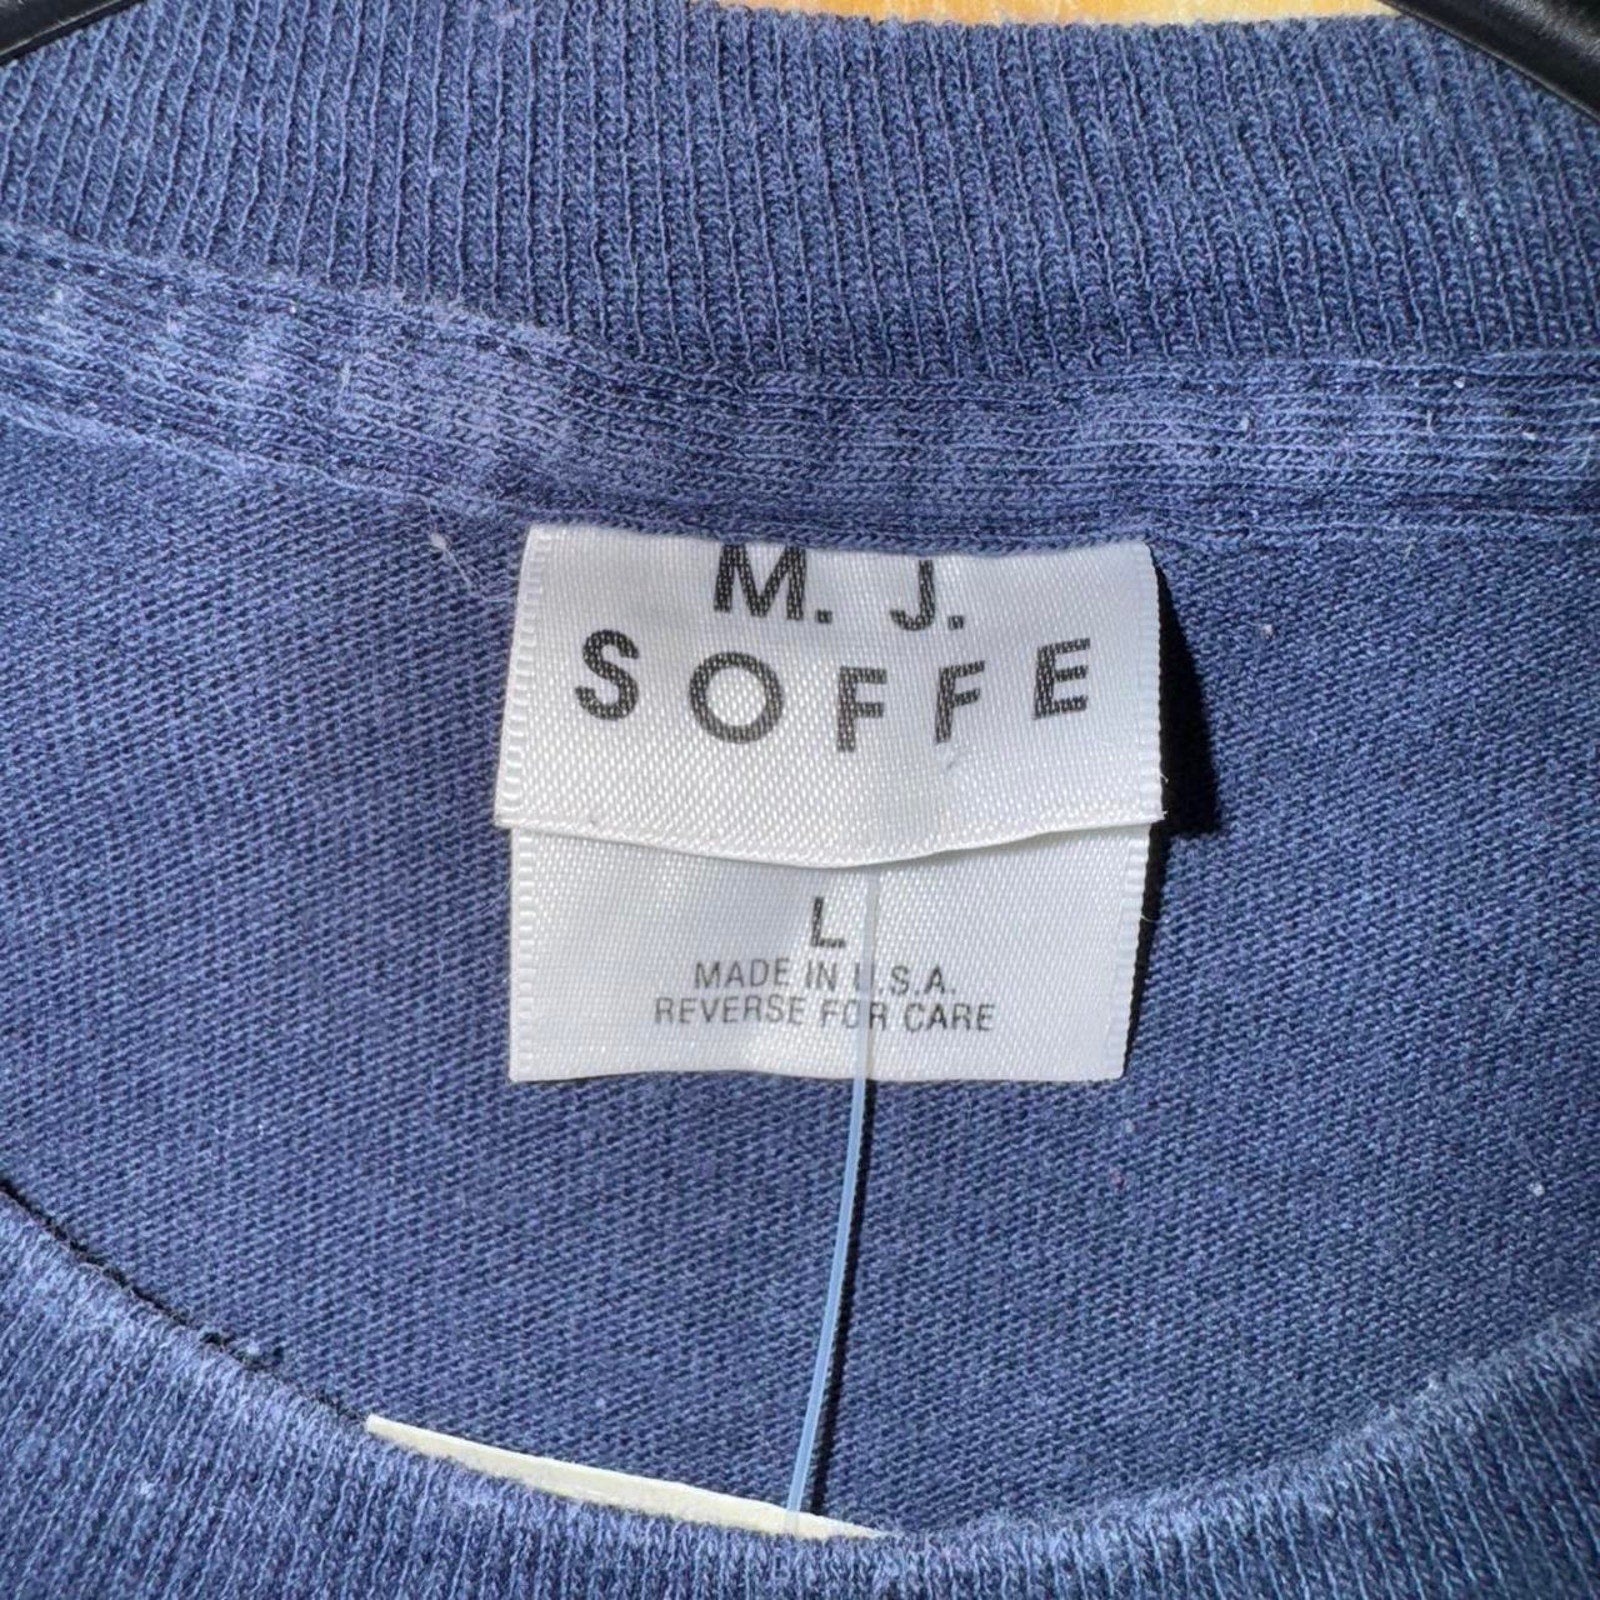 M. J.
SOFFE
L
MADE IN U.S.A.
REVERSE FOR CARE